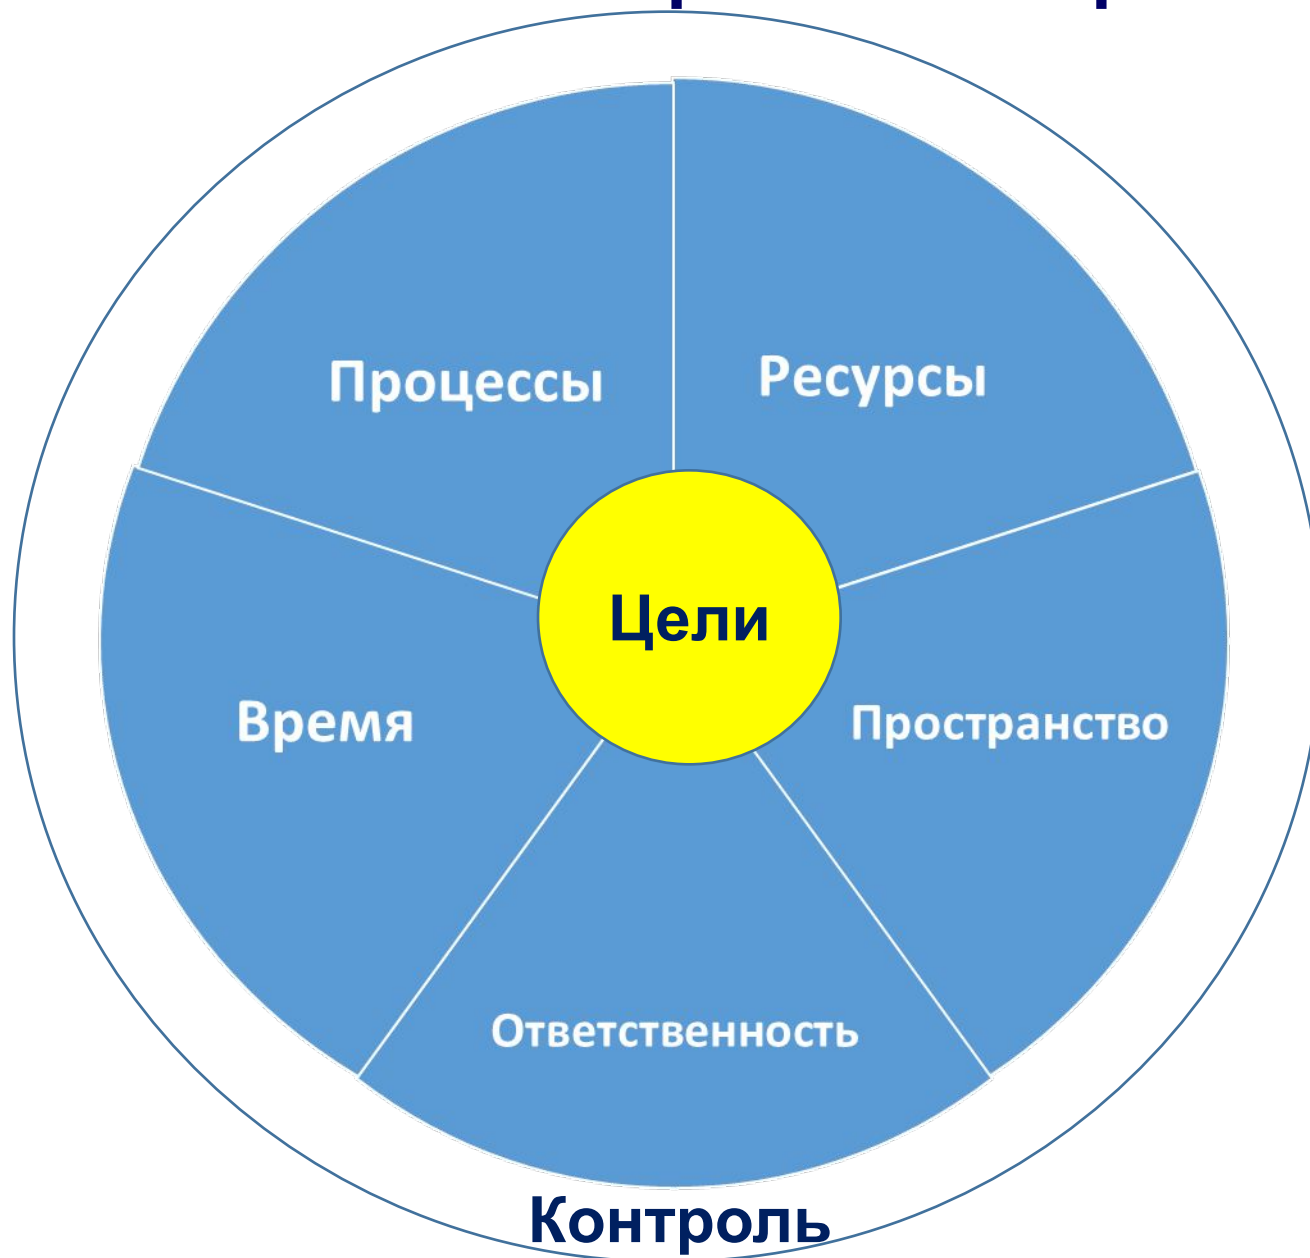 Процессы
Ресурсы
Цели
Время
Пространство
Ответственность
Контроль